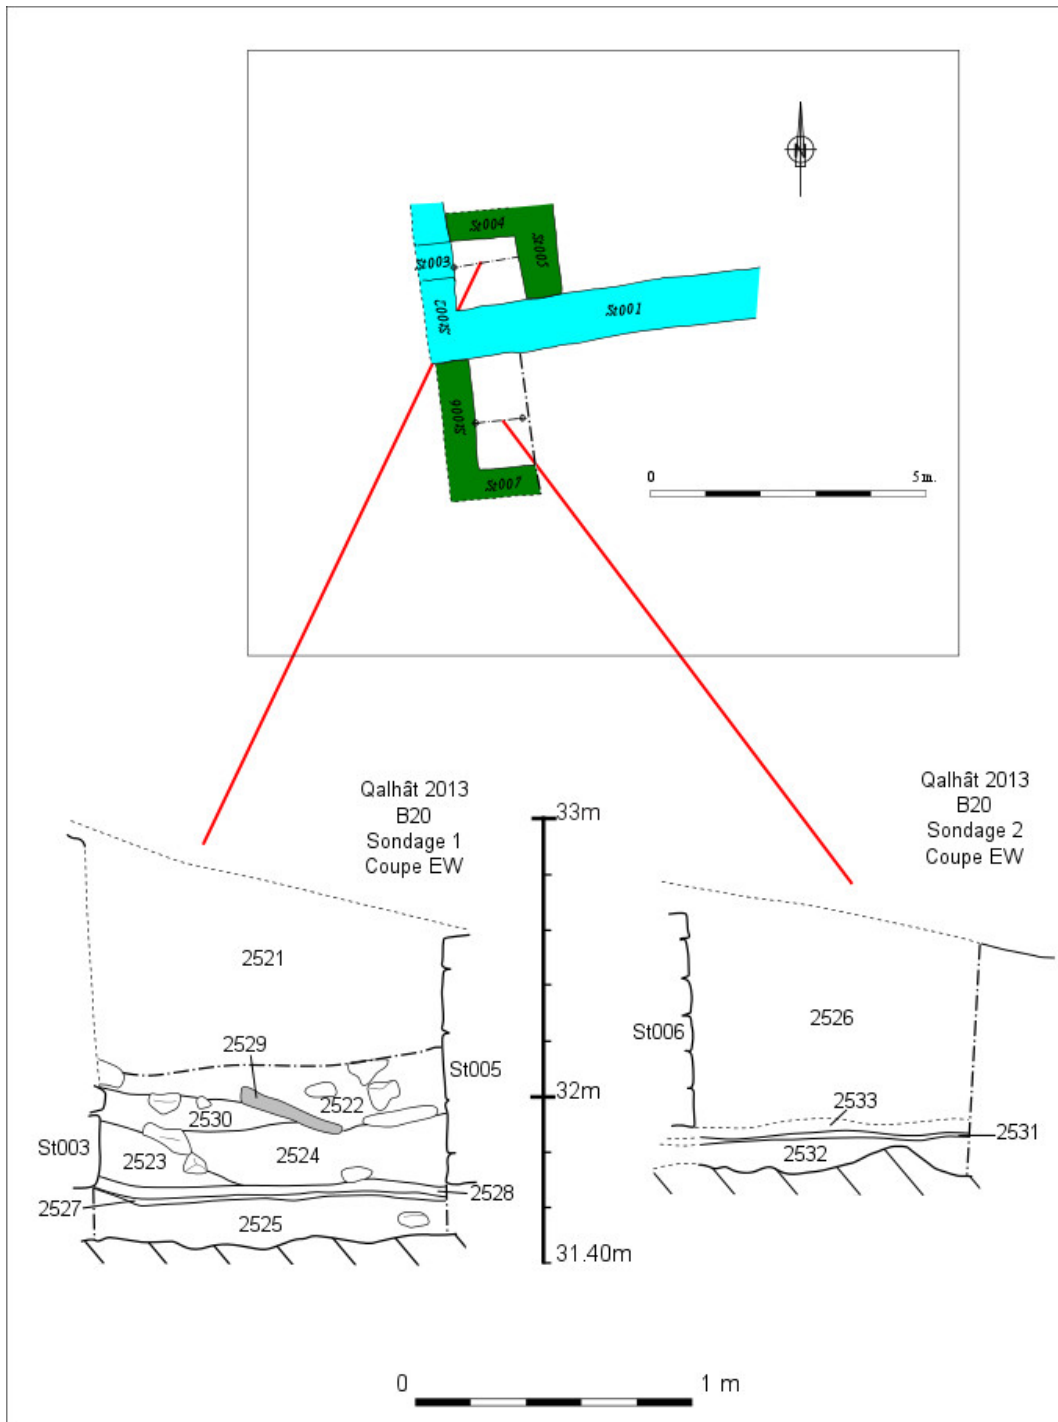 N
St004
St005
St003
St002
St001
St006
St007
0 5 m.
Qalhât 2013
B20
Sondage 1
Coupe EW
33m
32m
31.40m
Qalhât 2013
B20
Sondage 2
Coupe EW
2521
2529
St005
2522
2530
St003
2523
2524
2527
2528
2525
2526
St006
2533
2531
2532
0 1 m